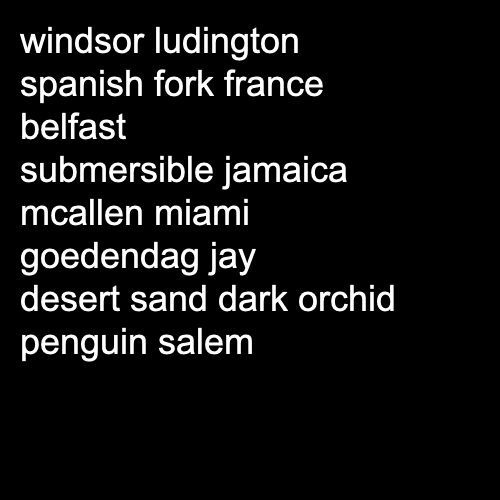 windsor ludington
spanish fork france
belfast
submersible jamaica
mcallen miami
goedendag jay
desert sand dark orchid
penguin salem